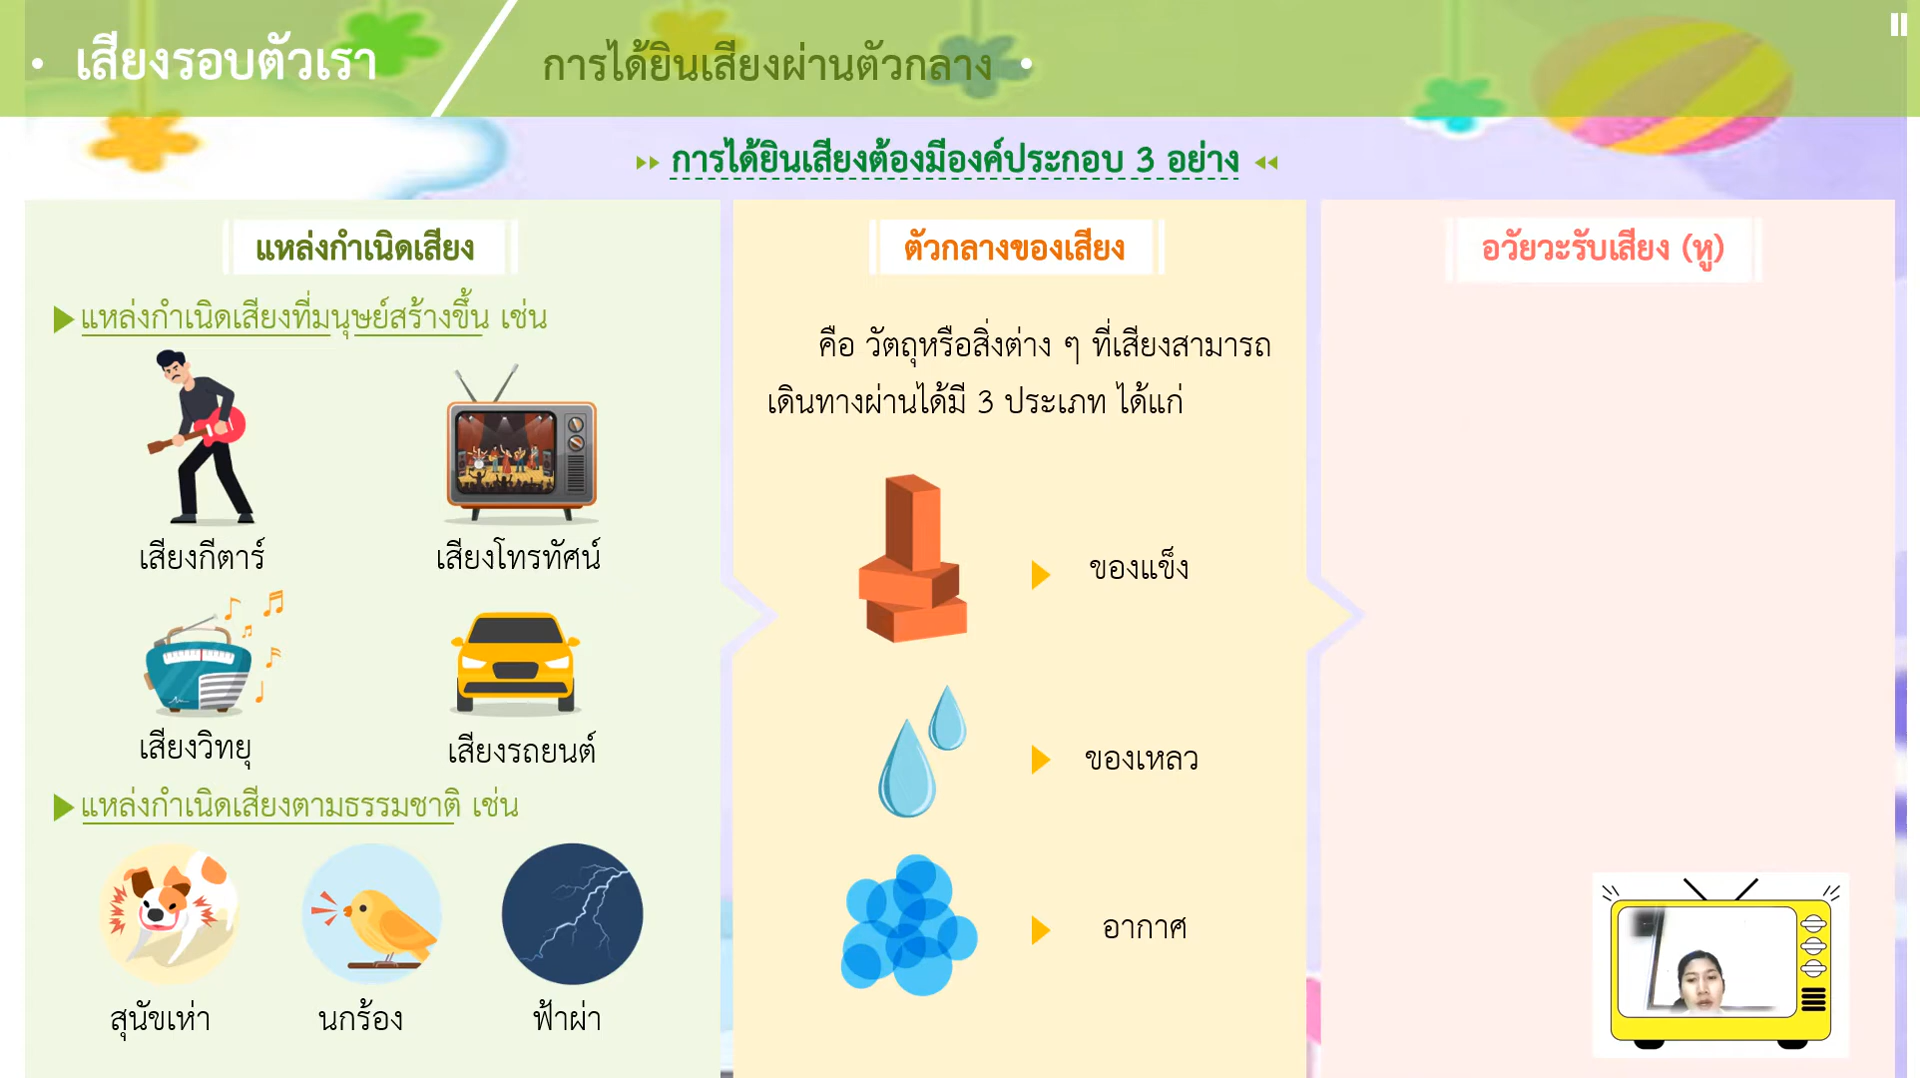 • เสียงรอบตัวเรา
การได้ยินเสียงผ่านตัวกลาง •
การได้ยินเสียงต้องมีองค์ประกอบ 3 อย่าง
แหล่งกำเนิดเสียง
แหล่งกำเนิดเสียงที่มนุษย์สร้างขึ้น เช่น
เสียงกีตาร์
เสียงโทรทัศน์
เสียงวิทยุ
เสียงรถยนต์
แหล่งกำเนิดเสียงตามธรรมชาติ เช่น
สุนัขเห่า
นกร้อง
ฟ้าผ่า
ตัวกลางของเสียง
คือ วัตถุหรือสิ่งต่าง ๆ ที่เสียงสามารถ
เดินทางผ่านได้มี 3 ประเภท ได้แก่
ของแข็ง
ของเหลว
อากาศ
อวัยวะรับเสียง (หู)